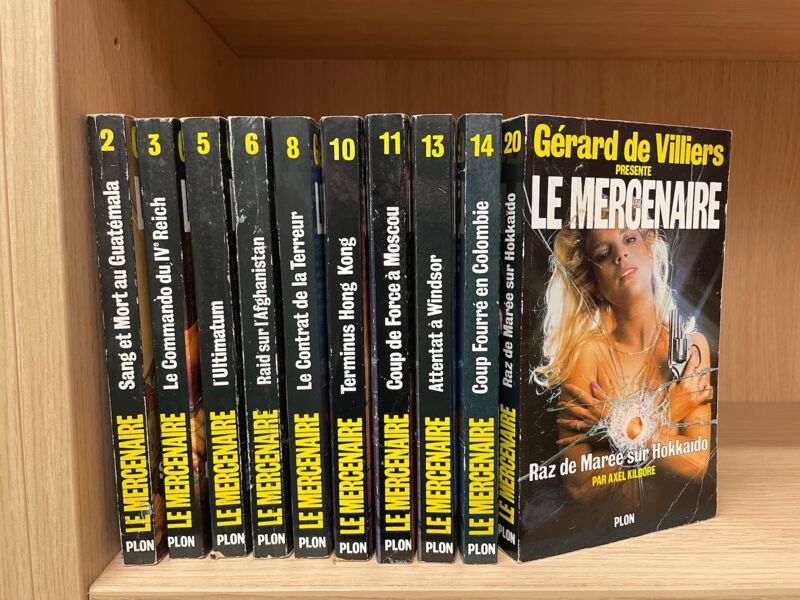 2
Sang et Mort au Guatémala
LE MERCENAIRE
PLON
3
Le Commando du IVe Reich
LE MERCENAIRE
PLON
5
l'Ultimatum
LE MERCENAIRE
PLON
6
Raid sur l'Afghanistan
LE MERCENAIRE
PLON
8
Le Contrat de la Terreur
LE MERCENAIRE
PLON
10
Terminus Hong Kong
LE MERCENAIRE
PLON
11
Coup de Force à Moscou
LE MERCENAIRE
PLON
13
Attentat à Windsor
LE MERCENAIRE
PLON
14
Coup Fourré en Colombie
LE MERCENAIRE
PLON
20
Raz de Marée sur Hokkaïdo
LE MERCENAIRE
PLON
Gérard de Villiers
PRESENTE
LE MERCENAIRE
Raz de Marée sur Hokkaïdo
PAR AXEL KILGORE
PLON